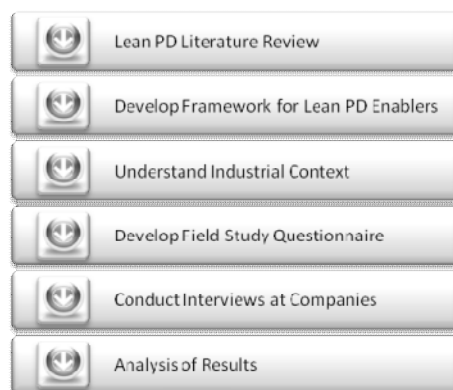 Lean PD Literature Review
Develop Framework for Lean PD Enablers
Understand Industrial Context
Develop Field Study Questionnaire
Conduct Interviews at Companies
Analysis of Results